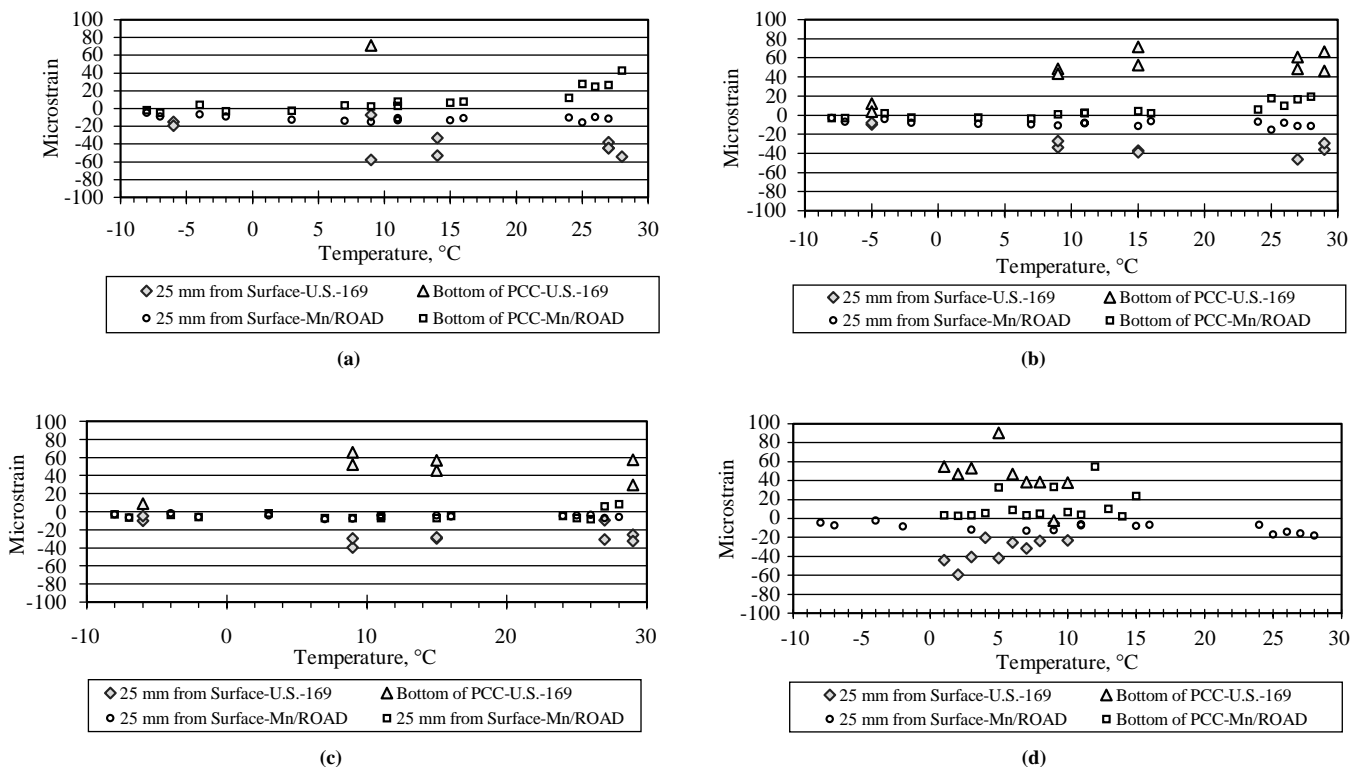 100
80
60
40
20
0
-20
-40
-60
-80
-100
Microstrain
-10 -5 0 5 10 15 20 25 30
Temperature, °C
25 mm from Surface-U.S.-169 Bottom of PCC-U.S.-169
25 mm from Surface-Mn/ROAD Bottom of PCC-Mn/ROAD
(a)
100
80
60
40
20
0
-20
-40
-60
-80
-100
Microstrain
-10 -5 0 5 10 15 20 25 30
Temperature, °C
25 mm from Surface-U.S.-169 Bottom of PCC-U.S.-169
25 mm from Surface-Mn/ROAD Bottom of PCC-Mn/ROAD
(b)
100
80
60
40
20
0
-20
-40
-60
-80
-100
Microstrain
-10 0 10 20 30
Temperature, °C
25 mm from Surface-U.S.-169 Bottom of PCC-U.S.-169
25 mm from Surface-Mn/ROAD 25 mm from Surface-Mn/ROAD
(c)
100
80
60
40
20
0
-20
-40
-60
-80
-100
Microstrain
-10 -5 0 5 10 15 20 25 30
Temperature, °C
25 mm from Surface-U.S.-169 Bottom of PCC-U.S.-169
25 mm from Surface-Mn/ROAD Bottom of PCC-Mn/ROAD
(d)